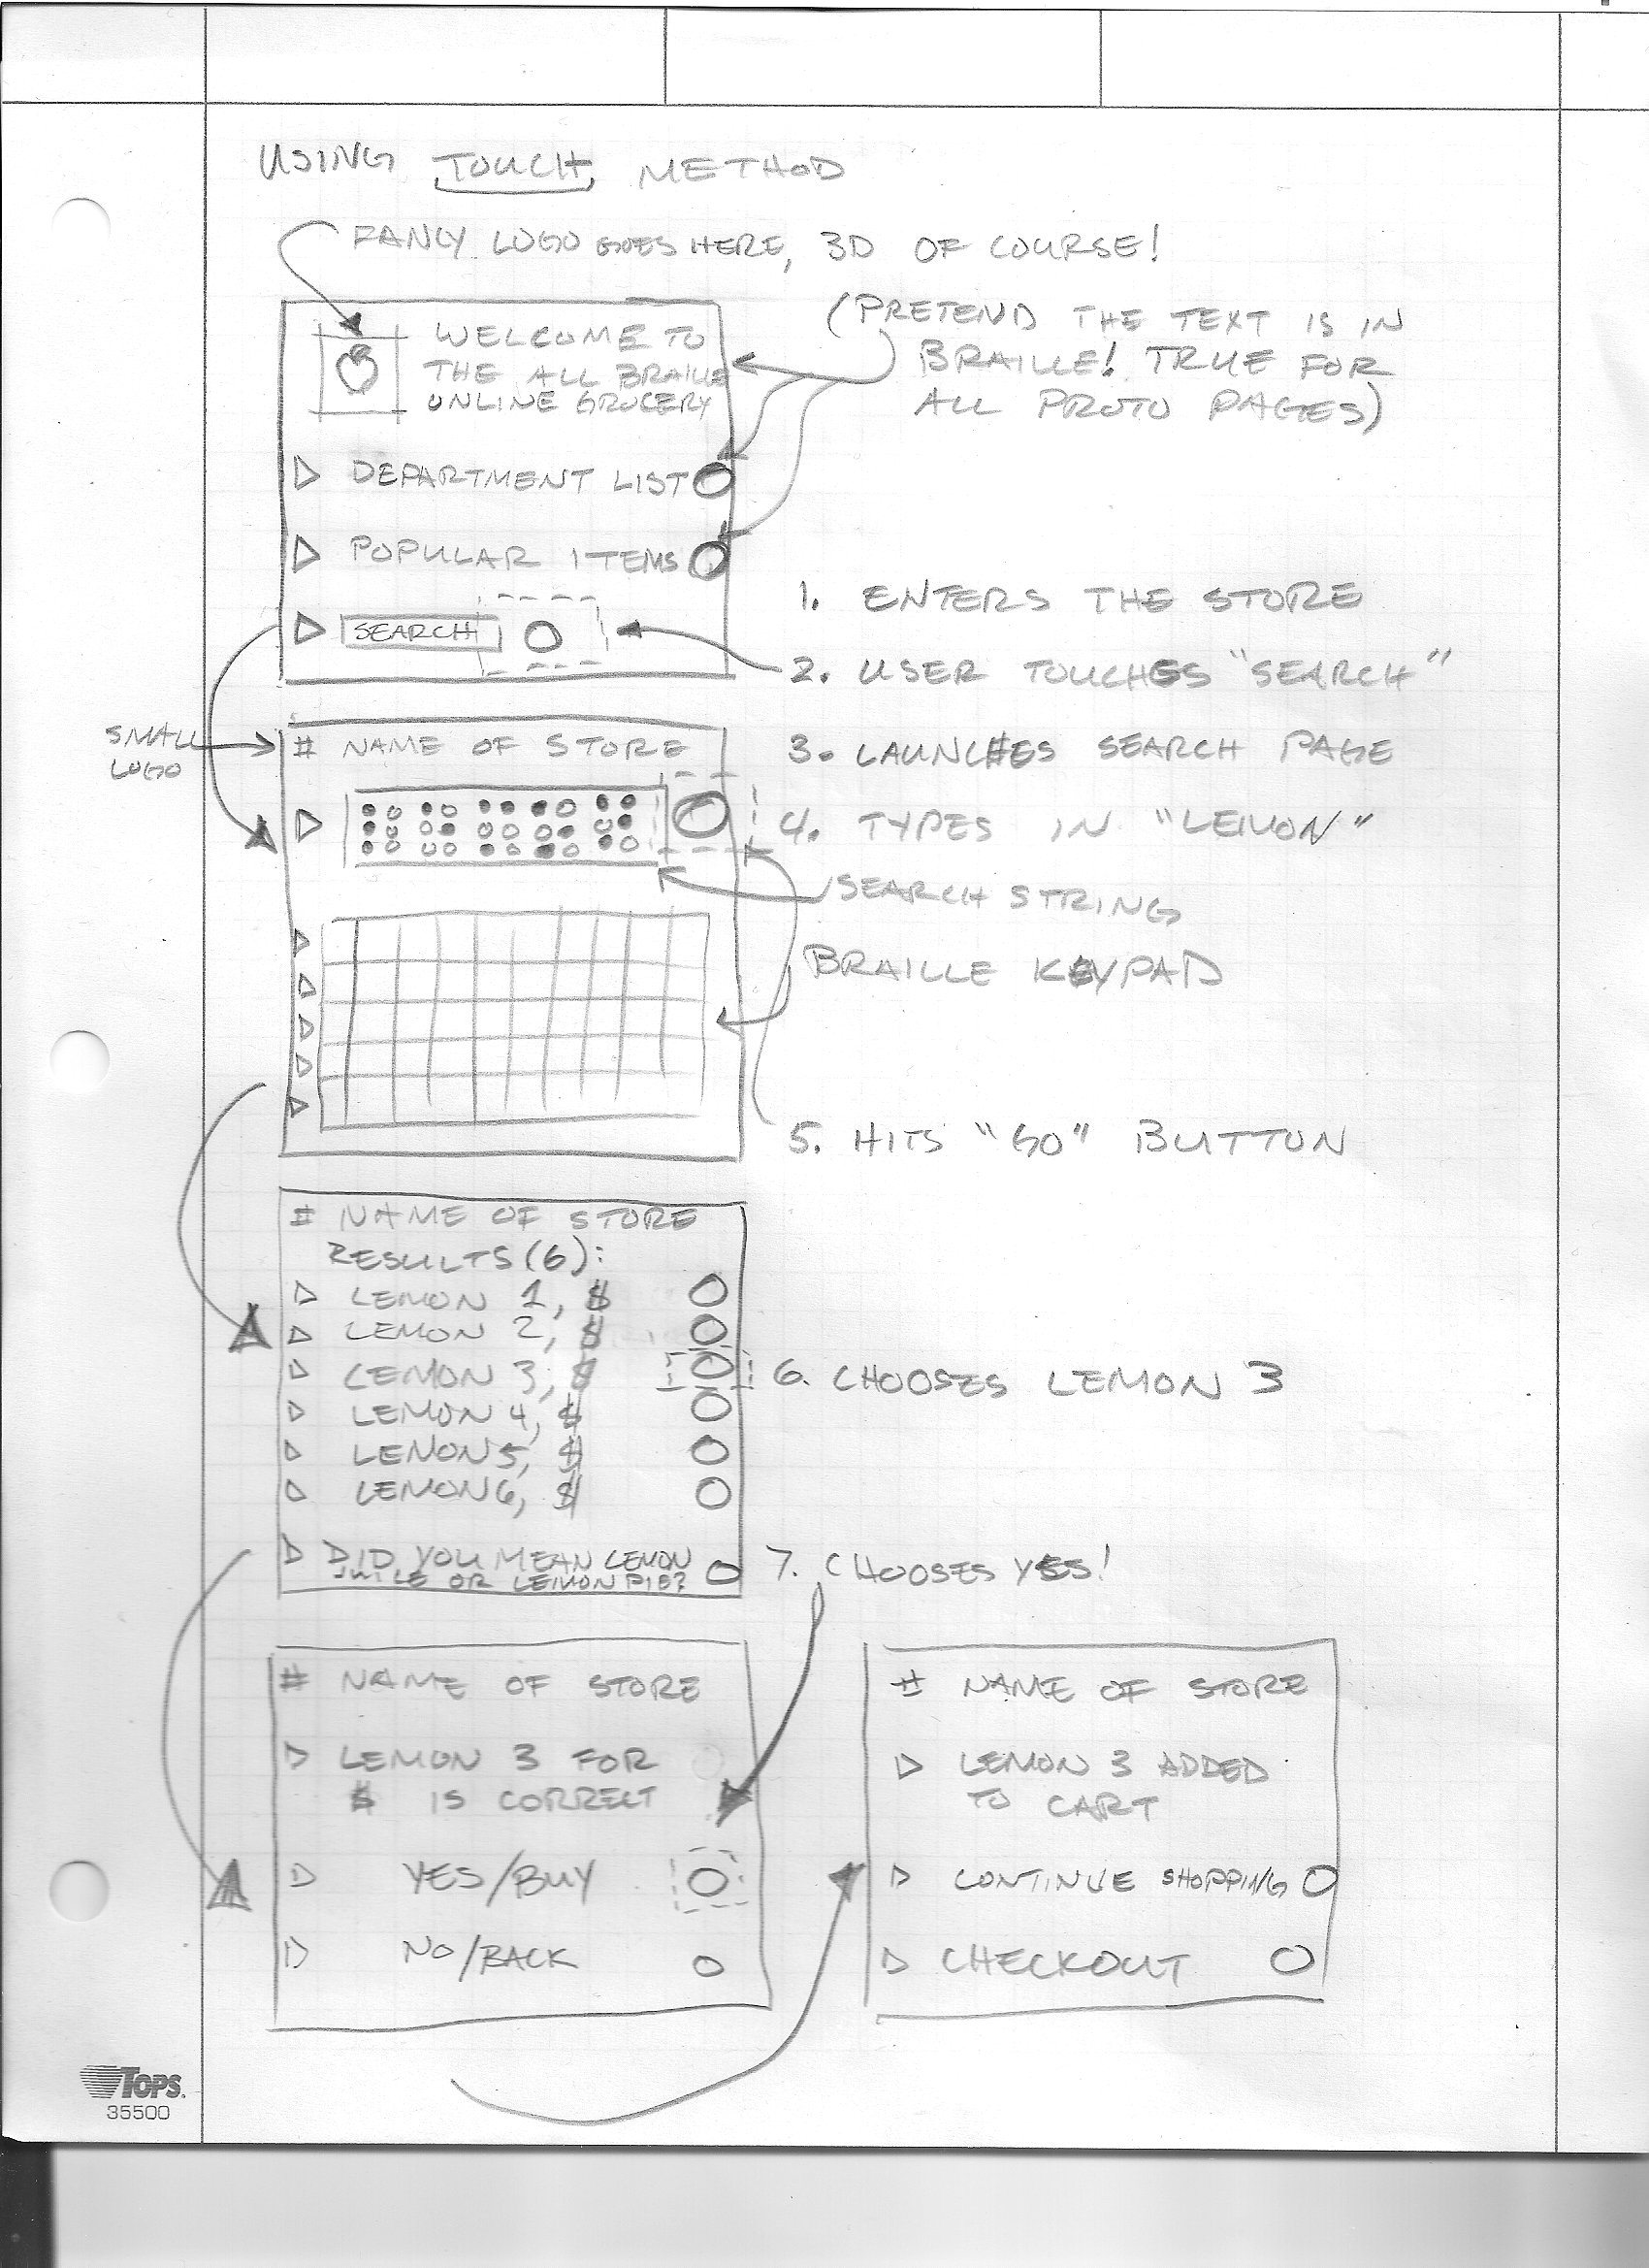 USING TOUCH METHOD
FANCY LOGO GOES HERE, 3D OF COURSE!
(PRETEND THE TEXT IS IN
BRAILLE! TRUE FOR
ALL PROTO PAGES)
WELCOME TO
THE ALL BRAILLE
ONLINE GROCERY
DEPARTMENT LIST
POPULAR ITEMS
SEARCH
1. ENTERS THE STORE
2. USER TOUCHES "SEARCH"
SMALL
LOGO
# NAME OF STORE
3. LAUNCHES SEARCH PAGE
4. TYPES IN "LEMON"
SEARCH STRING
BRAILLE KEYPAD
5. HITS "GO" BUTTON
# NAME OF STORE
RESULTS (6):
LEMON 1, $
LEMON 2, $
LEMON 3, $
LEMON 4, $
LEMON 5, $
LEMON 6, $
DID YOU MEAN LEMON
JUICE OR LEMON PIE?
6. CHOOSES LEMON 3
7. CHOOSES YES!
# NAME OF STORE
LEMON 3 FOR
$ IS CORRECT
YES/BUY
NO/BACK
# NAME OF STORE
LEMON 3 ADDED
TO CART
CONTINUE SHOPPING
CHECKOUT
TOPS
35500